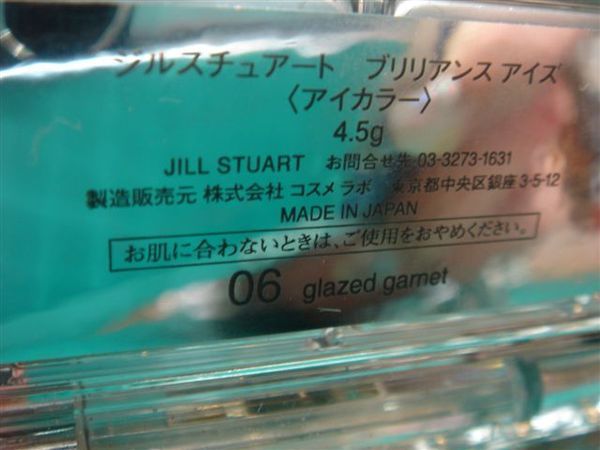 ジルスチュアート ブリリアンス アイズ
〈アイカラー〉
4.5g
JILL STUART お問合せ先 03-3273-1631
製造販売元 株式会社 コスメ ラボ 東京都中央区銀座 3-5-12
MADE IN JAPAN
お肌に合わないときは、ご使用をおやめください。
06 glazed garnet